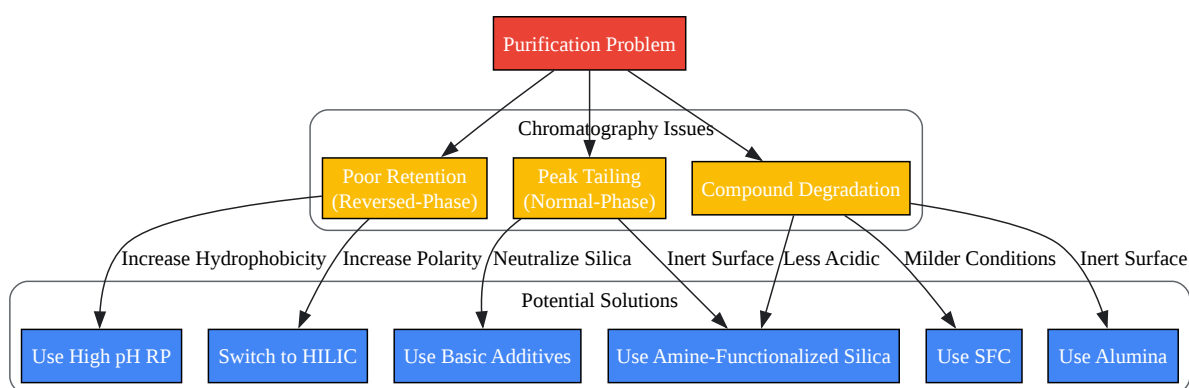 Purification Problem
Chromatography Issues
Poor Retention
(Reversed-Phase)
Peak Tailing
(Normal-Phase)
Compound Degradation
Increase Hydrophobicity
Increase Polarity
Neutralize Silica
Inert Surface
Less Acidic
Milder Conditions
Inert Surface
Potential Solutions
Use High pH RP
Switch to HILIC
Use Basic Additives
Use Amine-Functionalized Silica
Use SFC
Use Alumina